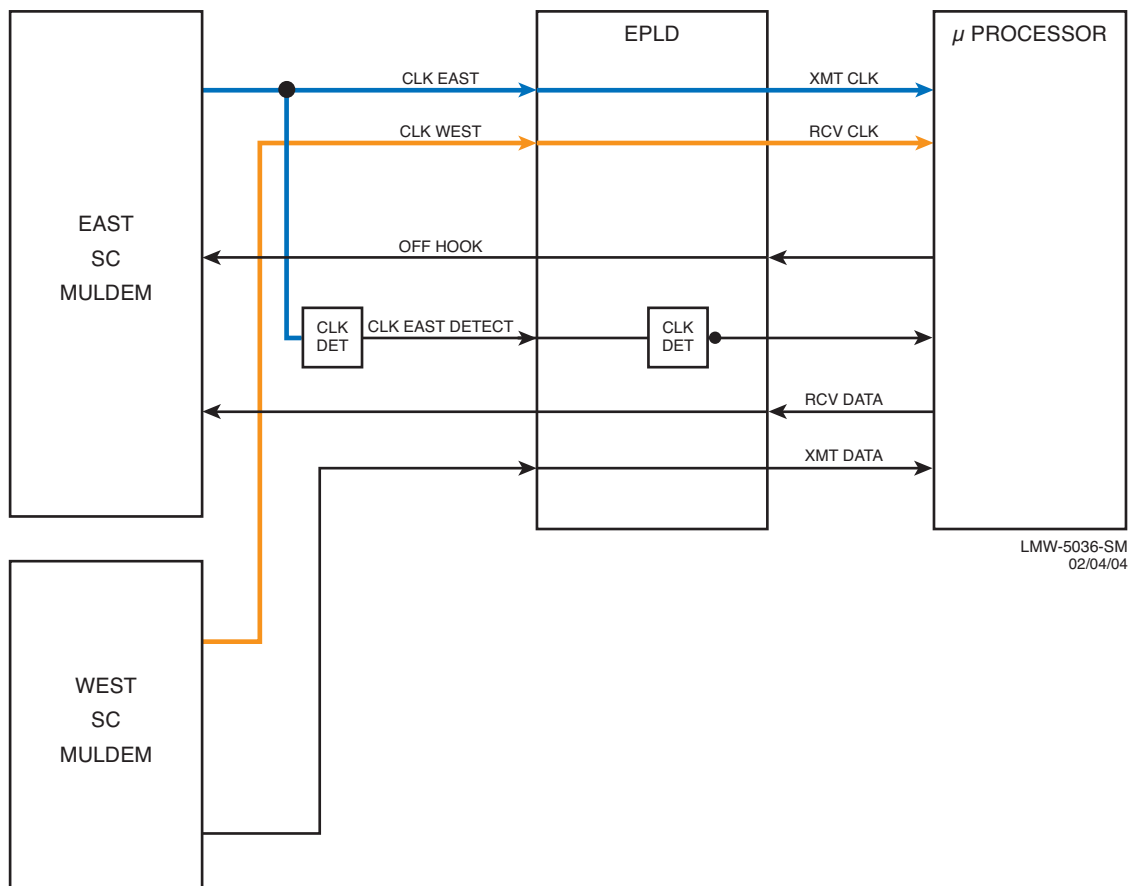 EPLD
μ PROCESSOR
CLK EAST
XMT CLK
CLK WEST
RCV CLK
EAST
SC
MULDEM
OFF HOOK
CLK
DET
CLK EAST DETECT
CLK
DET
RCV DATA
XMT DATA
LMW-5036-SM
02/04/04
WEST
SC
MULDEM